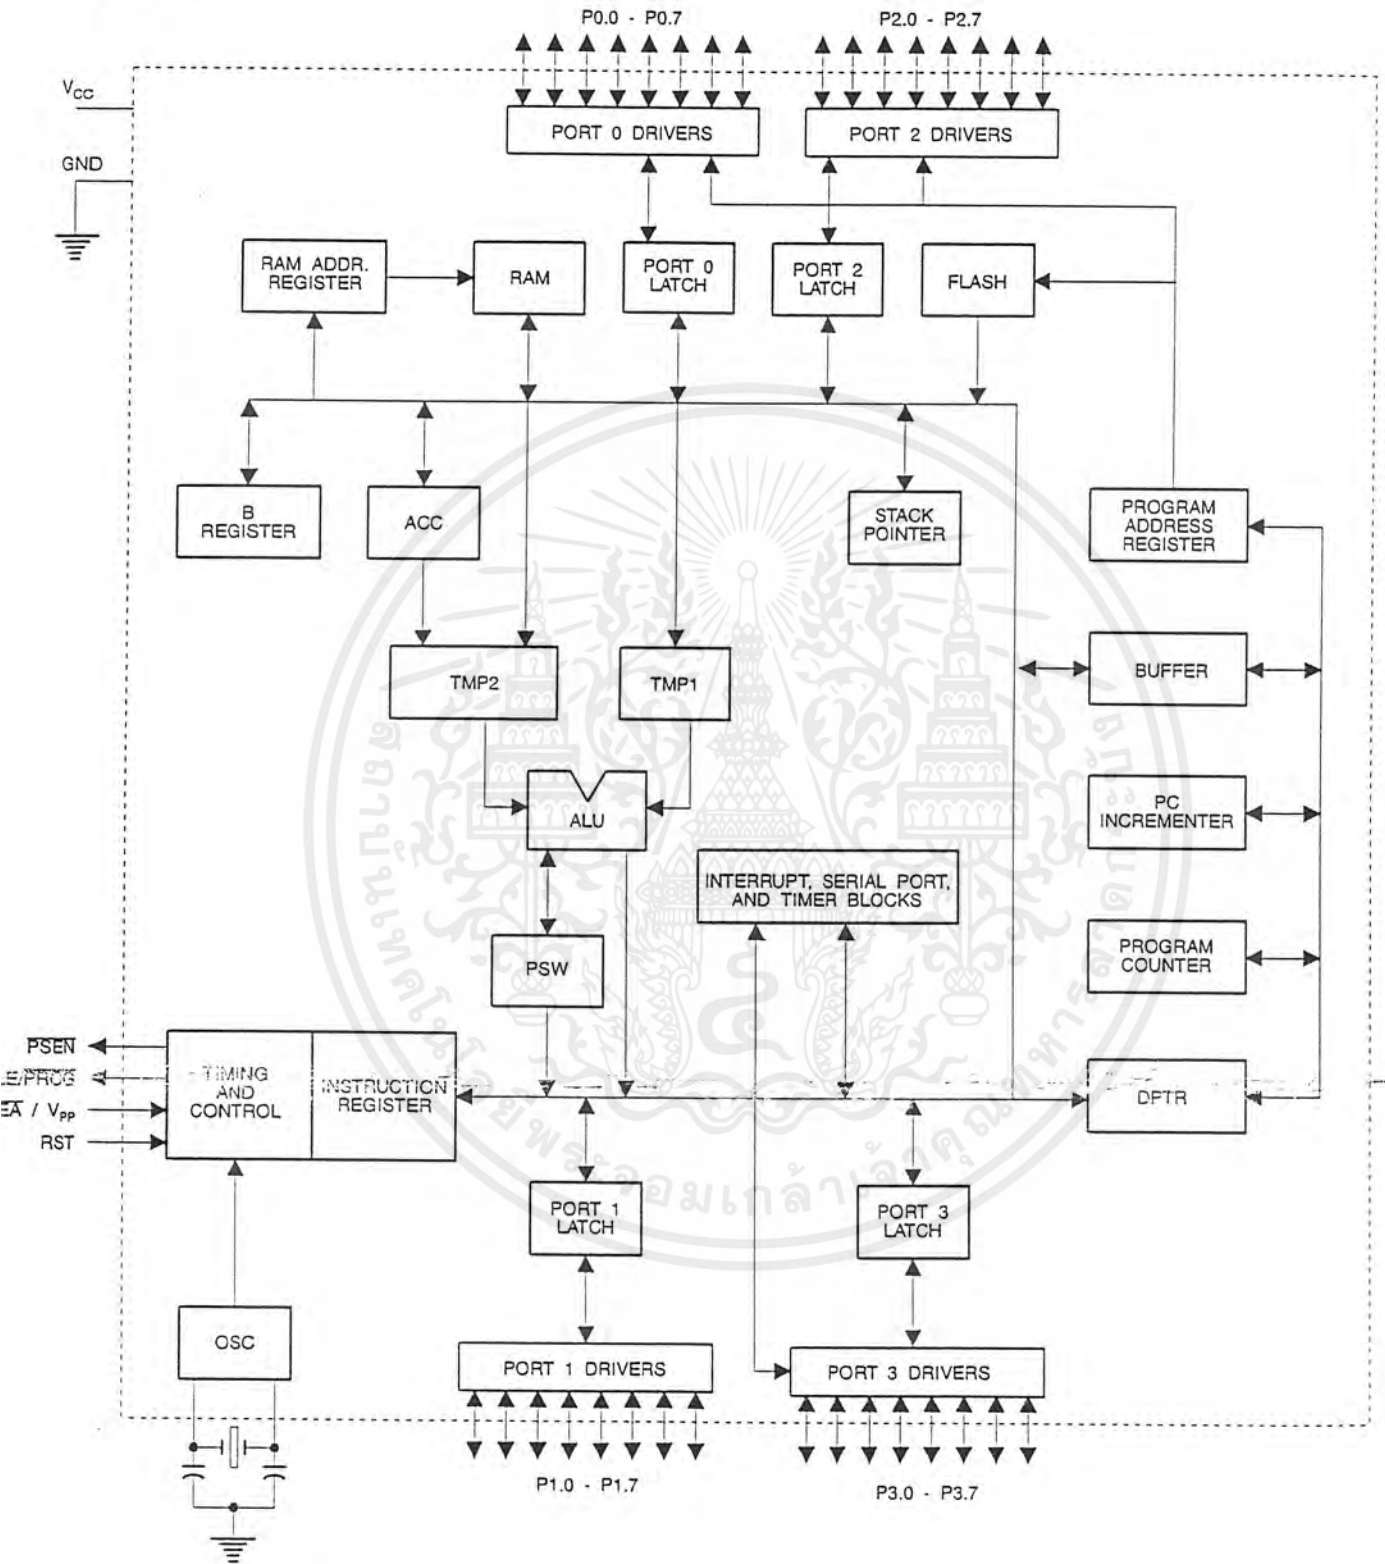 P0.0 - P0.7
P2.0 - P2.7
VCC
GND
PORT 0 DRIVERS
PORT 2 DRIVERS
RAM ADDR.
REGISTER
RAM
PORT 0
LATCH
PORT 2
LATCH
FLASH
B
REGISTER
ACC
STACK
POINTER
PROGRAM
ADDRESS
REGISTER
TMP2
TMP1
BUFFER
ALU
PC
INCREMENTER
INTERRUPT, SERIAL PORT,
AND TIMER BLOCKS
PSW
PROGRAM
COUNTER
PSEN
LE/PROG
EA / VPP
RST
TIMING
AND
CONTROL
INSTRUCTION
REGISTER
DPTR
PORT 1
LATCH
PORT 3
LATCH
OSC
PORT 1 DRIVERS
PORT 3 DRIVERS
P1.0 - P1.7
P3.0 - P3.7